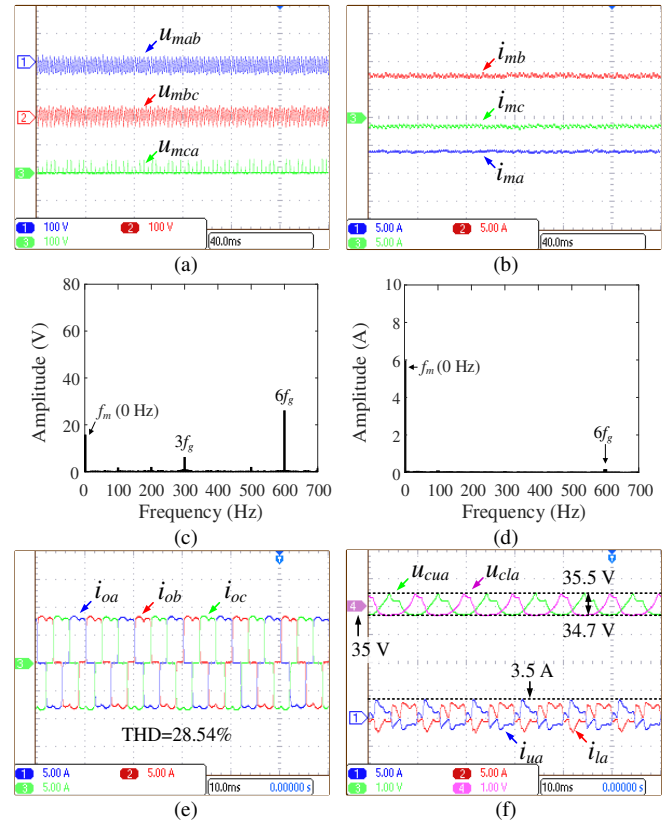 1 u_mab
2 u_mbc
3 u_mca
1 100 V 2 100 V
3 100 V 40.0ms
(a)
i_mb
3 i_mc
i_ma
1 5.00 A 2 5.00 A
3 5.00 A 40.0ms
(b)
80
60
40
20
0
Amplitude (V)
f_m (0 Hz)
3f_g
6f_g
0 100 200 300 400 500 600 700
Frequency (Hz)
(c)
10
8
6
4
2
0
Amplitude (A)
f_m (0 Hz)
6f_g
0 100 200 300 400 500 600 700
Frequency (Hz)
(d)
i_oa i_ob i_oc
3
THD=28.54%
1 5.00 A 2 5.00 A
3 5.00 A 10.0ms 0.00000 s
(e)
u_cua u_cla
35.5 V
4
34.7 V
35 V
3.5 A
1
i_ua i_la
1 5.00 A 2 5.00 A
3 1.00 V 4 1.00 V 10.0ms 0.00000 s
(f)